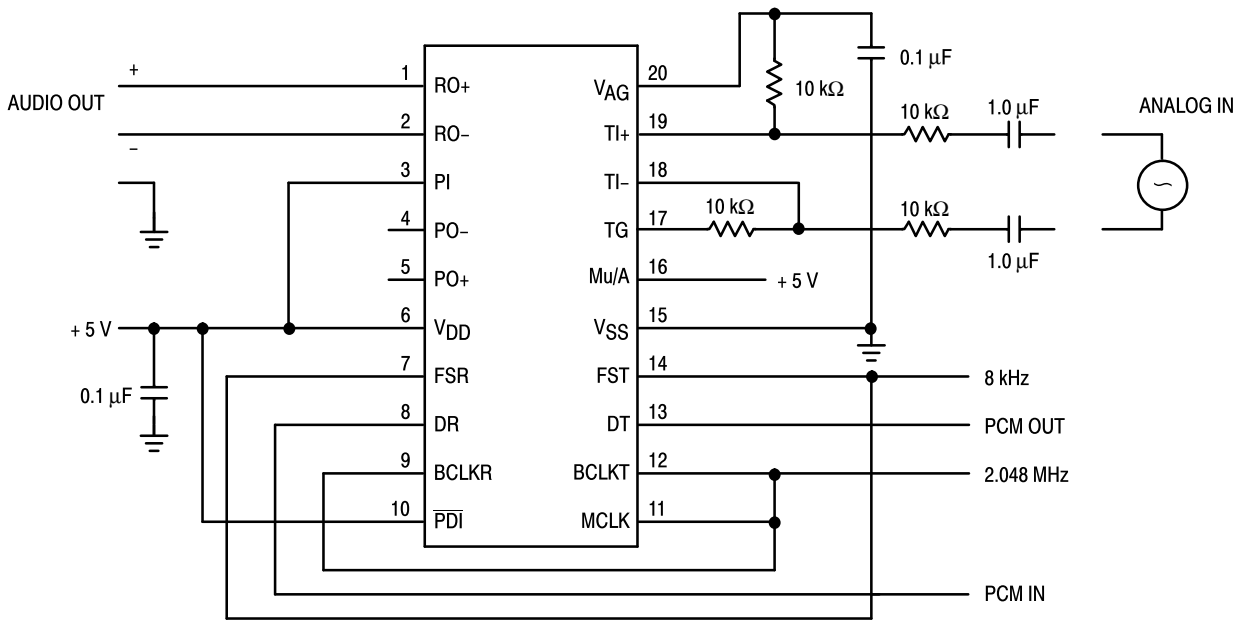 AUDIO OUT
+
–
1 RO+
2 RO–
3 PI
4 PO–
5 PO+
+ 5 V
6 VDD
0.1 μF
7 FSR
8 DR
9 BCLKR
10 PDI
VAG 20
TI+ 19
TI– 18
TG 17
Mu/A 16
+ 5 V
VSS 15
FST 14
DT 13
BCLKT 12
MCLK 11
10 kΩ
0.1 μF
10 kΩ
1.0 μF
ANALOG IN
10 kΩ
10 kΩ
1.0 μF
8 kHz
PCM OUT
2.048 MHz
PCM IN